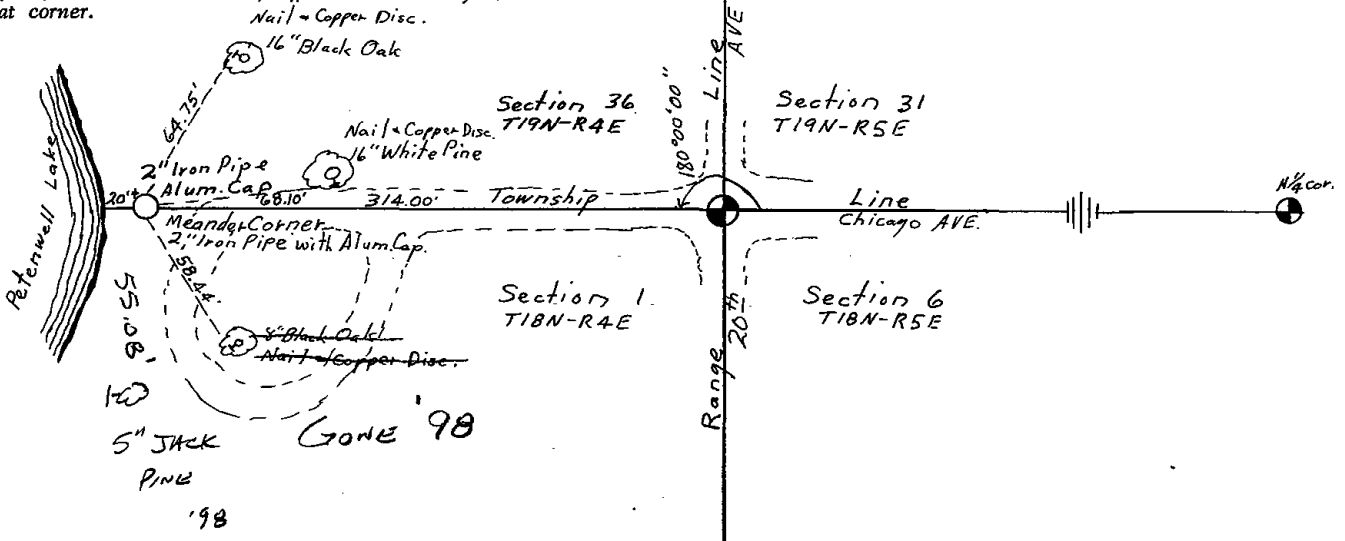 at corner.
Nail & Copper Disc.
16" Black Oak
64.75'
Petenwell Lake
20'±
2" Iron Pipe
Alum. Cap
68.10'
Nail & Copper Disc.
16" White Pine
314.00'
Township
Section 36
T19N-R4E
180°00'00"
Line
AVE
Section 31
T19N-R5E
Line
Chicago AVE.
N¼ cor.
Meander Corner
2" Iron Pipe with Alum. Cap.
58.44'
55.08'
8" Black Oak
Nail & Copper Disc.
Section 1
T18N-R4E
Range
20th
Section 6
T18N-R5E
GONE '98
5" JACK
PINE
'98